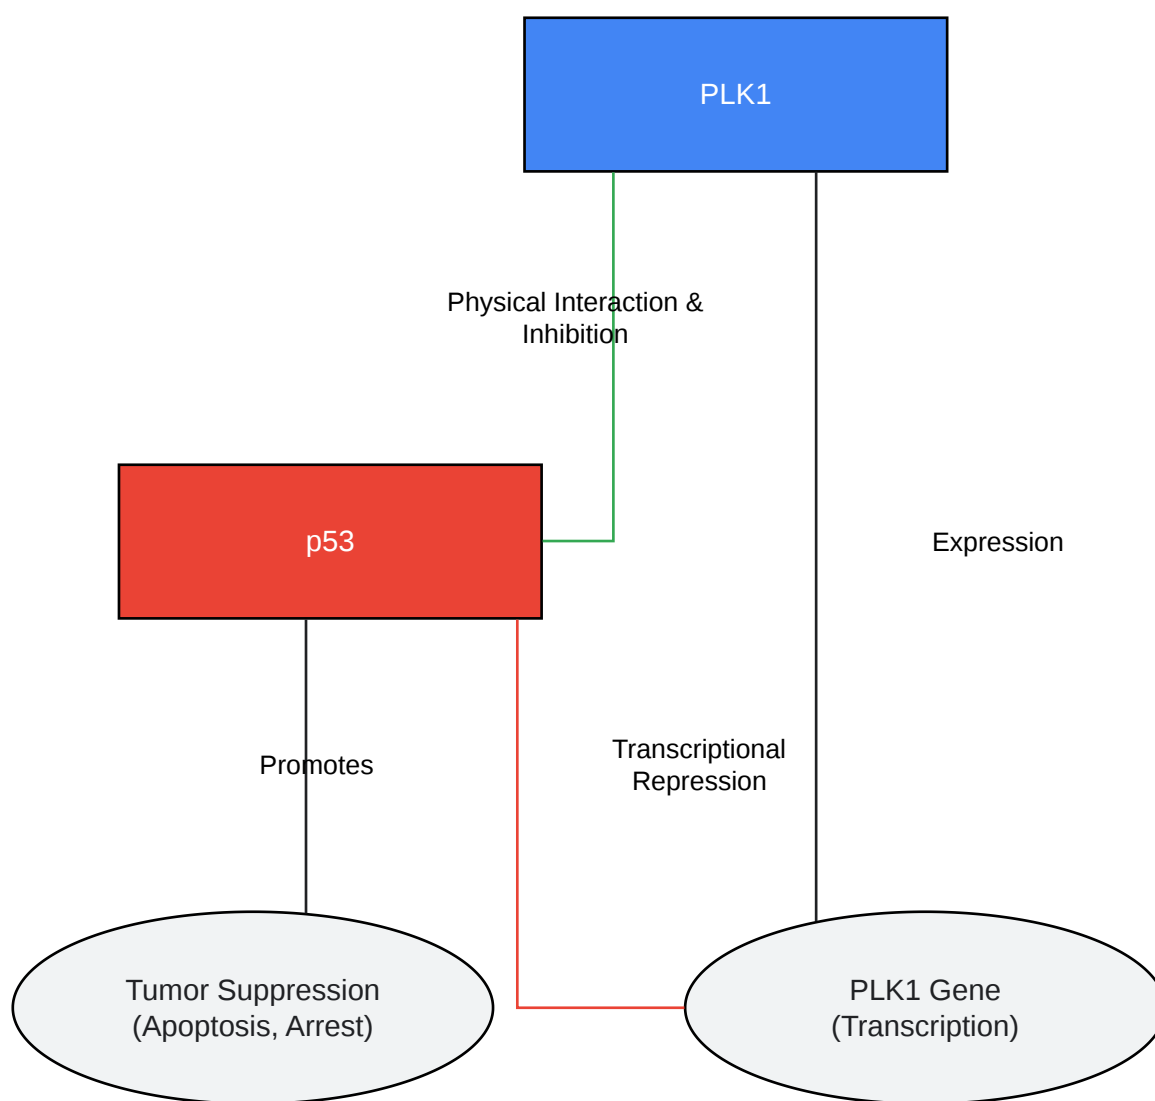 PLK1
Physical Interaction &
Inhibition
p53
Expression
Promotes
Transcriptional
Repression
Tumor Suppression
(Apoptosis, Arrest)
PLK1 Gene
(Transcription)